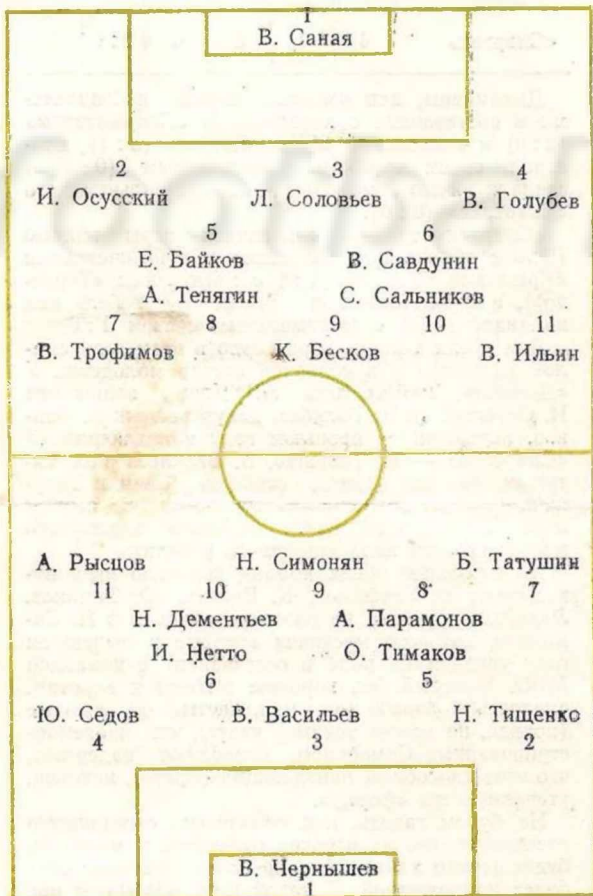 1
В. Саная
2 3 4
И. Осусский Л. Соловьев В. Голубев
5 6
Е. Байков В. Савдунин
А. Тенягин С. Сальников
7 8 9 10 11
В. Трофимов К. Бесков В. Ильин
А. Рысцов Н. Симонян Б. Татушин
11 10 9 8 7
Н. Дементьев А. Парамонов
И. Нетто О. Тимаков
6 5
Ю. Седов В. Васильев Н. Тищенко
4 3 2
В. Чернышев
1